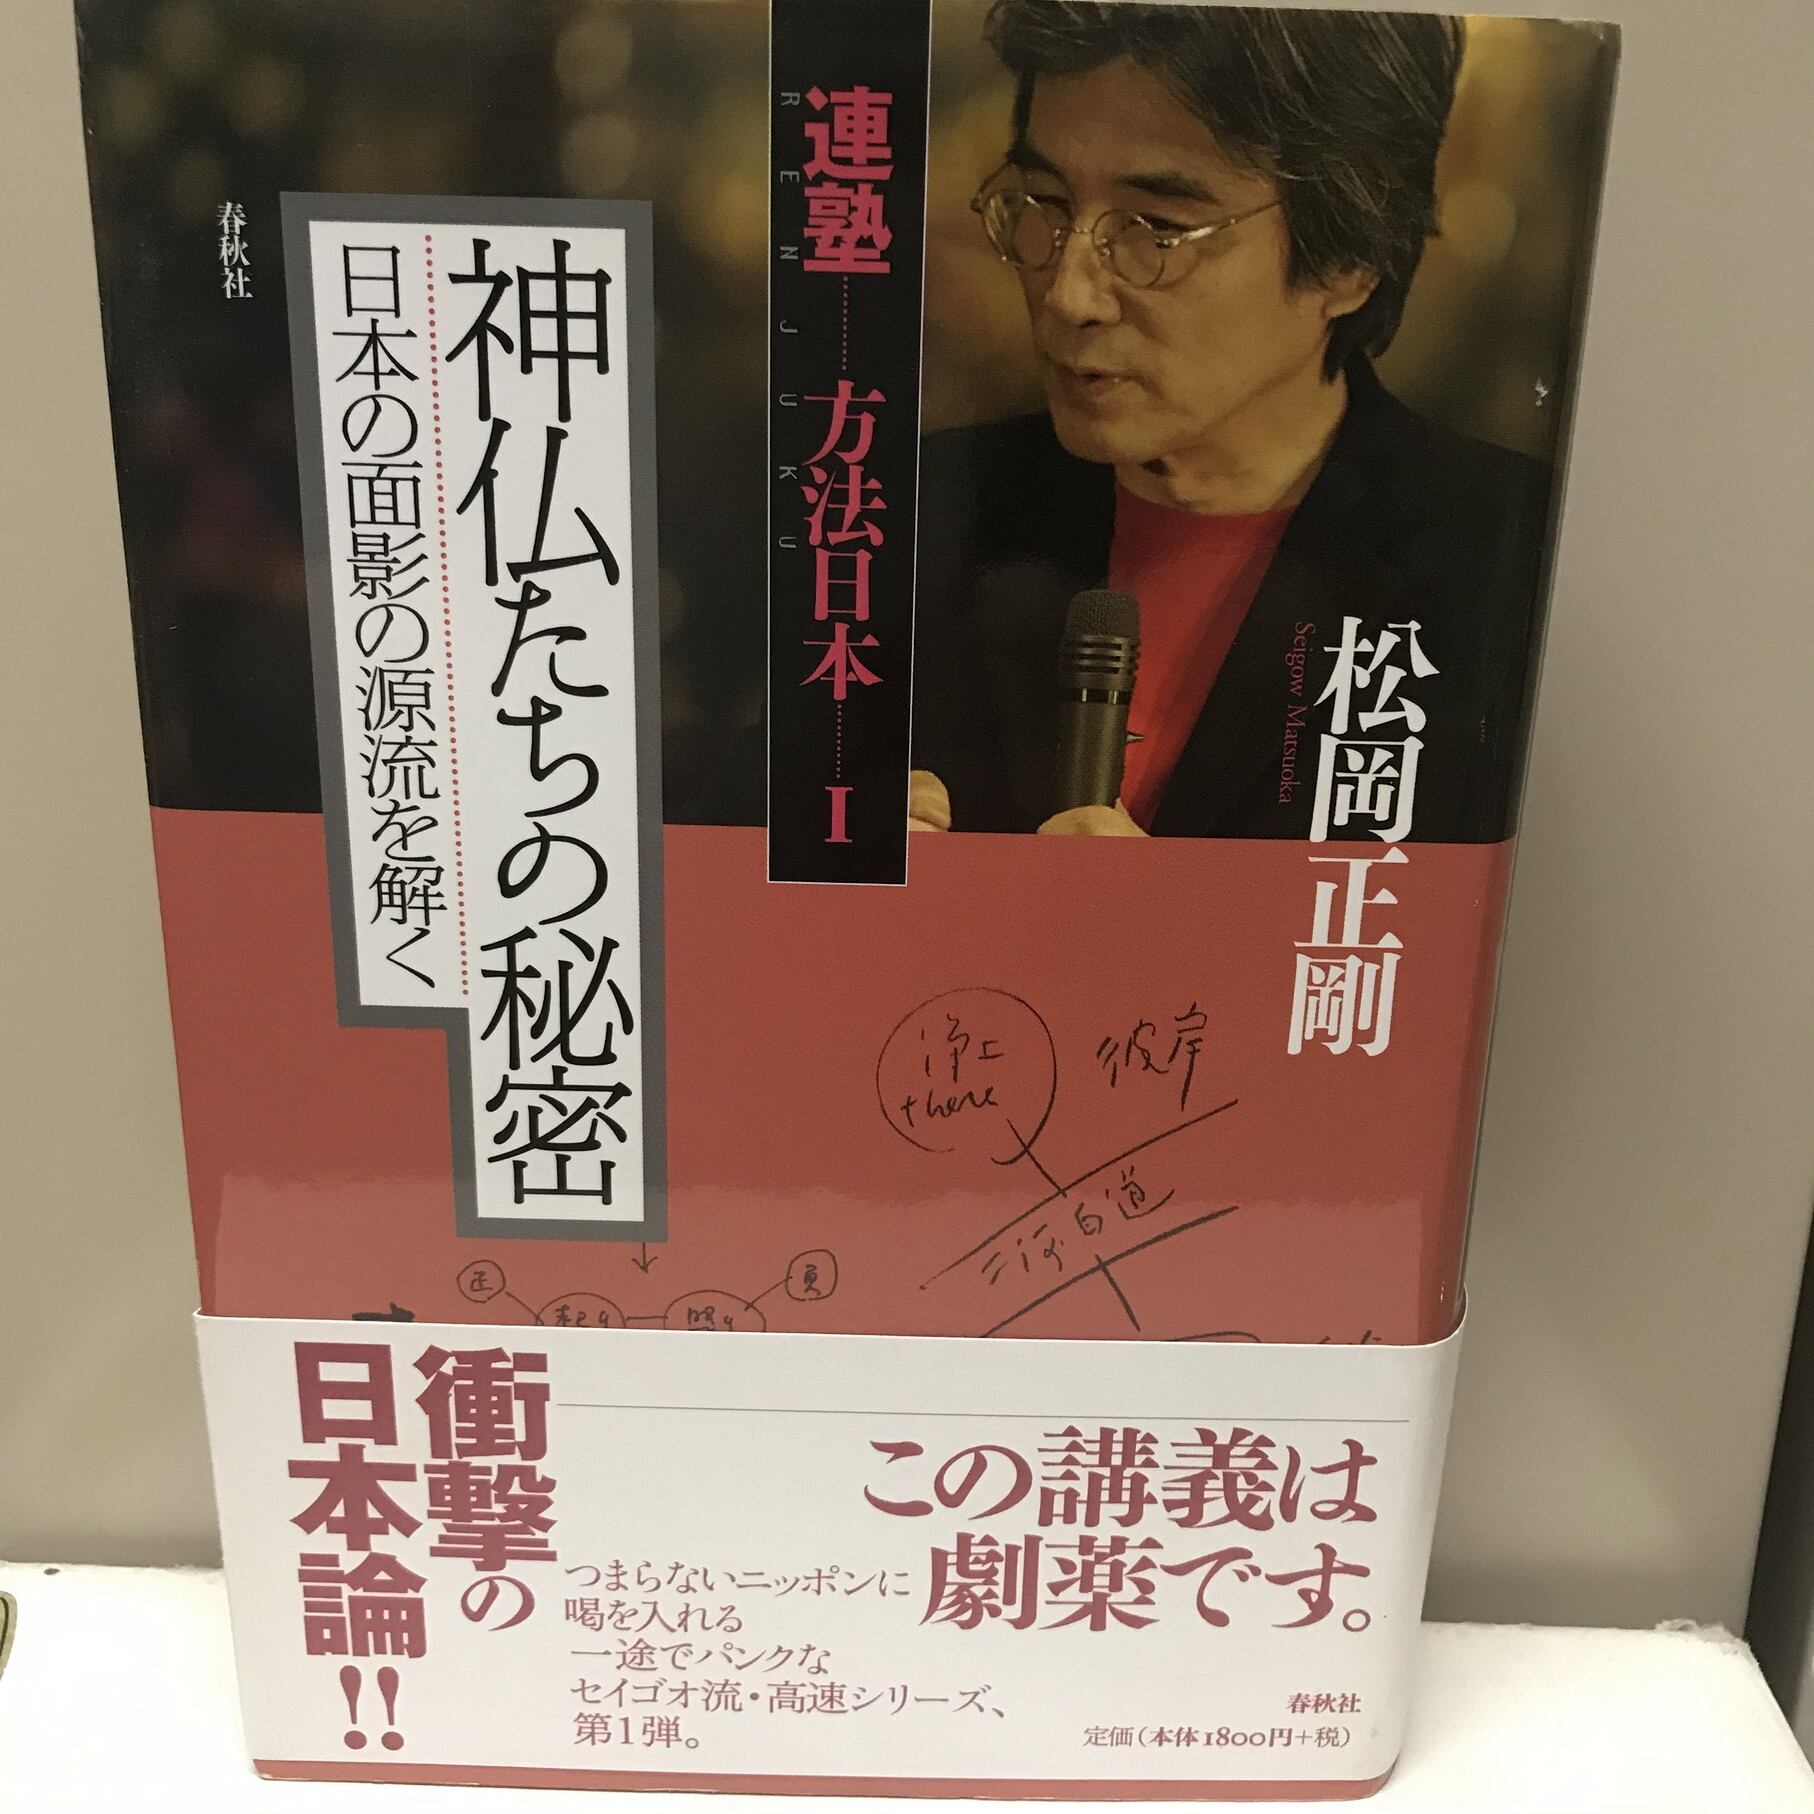 松岡正剛
Seigow Matsuoka
連塾 方法日本 I
RENJUKU
神仏たちの秘密
日本の面影の源流を解く
春秋社
彼岸
浄土
there
二河白道
正
負
この講義は
劇薬です。
つまらないニッポンに
喝を入れる
一途でパンクな
セイゴオ流・高速シリーズ、
第1弾。
衝撃の
日本論!!
春秋社
定価(本体1800円+税)